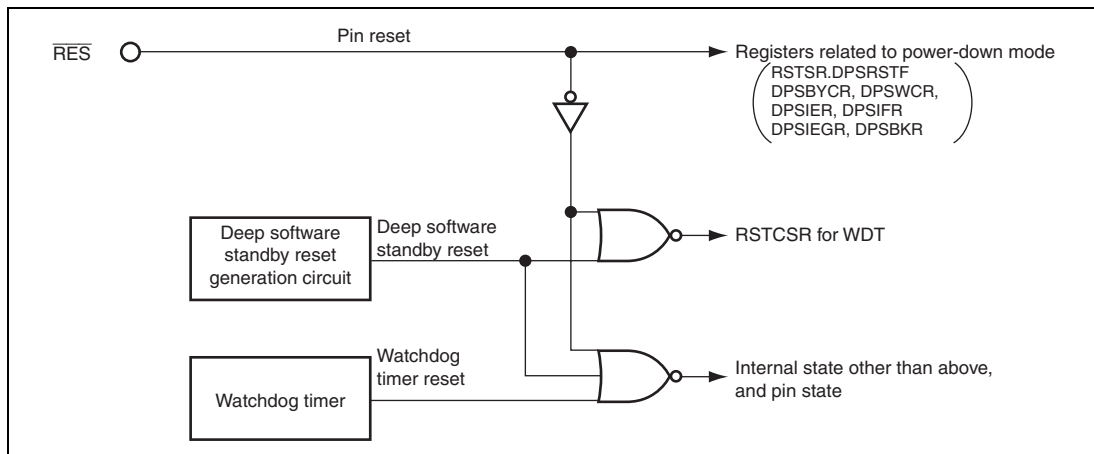 RES
Pin reset
Registers related to power-down mode
RSTSR.DPSRSTF
DPSBYCR, DPSWCR,
DPSIER, DPSIFR
DPSIEGR, DPSBKR
Deep software
standby reset
generation circuit
Deep software
standby reset
RSTCSR for WDT
Watchdog timer
Watchdog
timer reset
Internal state other than above,
and pin state